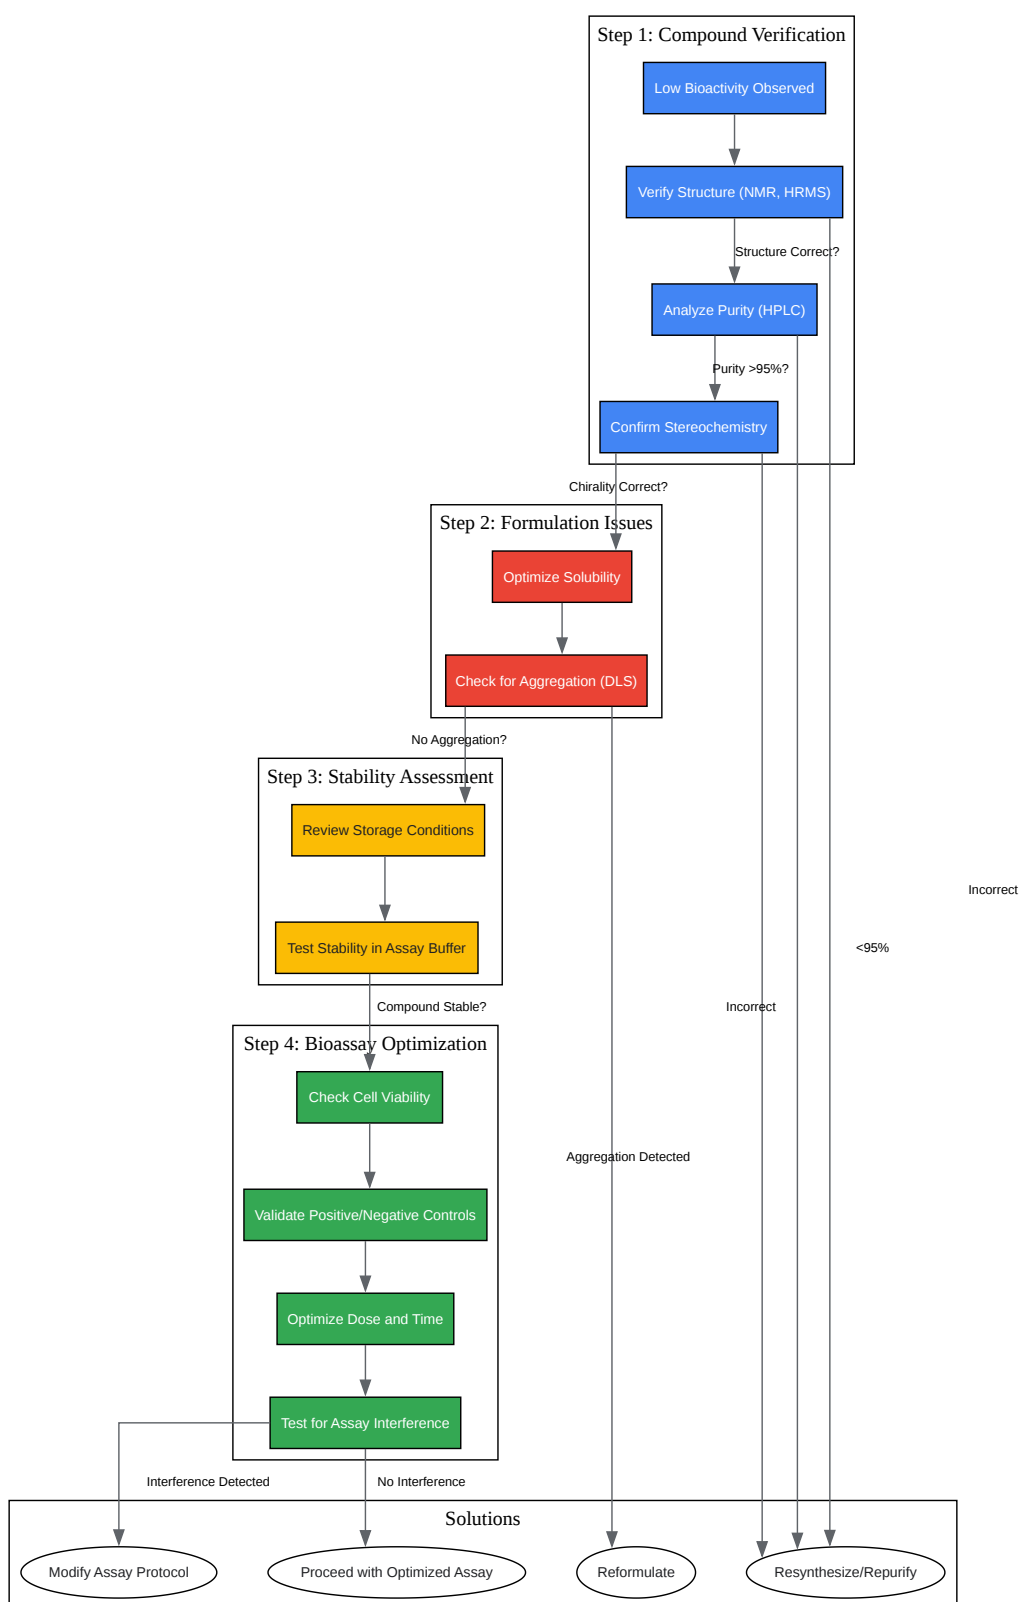 Step 1: Compound Verification
Low Bioactivity Observed
Verify Structure (NMR, HRMS)
Structure Correct?
Analyze Purity (HPLC)
Purity >95%?
Confirm Stereochemistry
Chirality Correct?
Step 2: Formulation Issues
Optimize Solubility
Check for Aggregation (DLS)
No Aggregation?
Step 3: Stability Assessment
Review Storage Conditions
Incorrect
Test Stability in Assay Buffer
<95%
Compound Stable?
Incorrect
Step 4: Bioassay Optimization
Check Cell Viability
Aggregation Detected
Validate Positive/Negative Controls
Optimize Dose and Time
Test for Assay Interference
Interference Detected
No Interference
Solutions
Modify Assay Protocol
Proceed with Optimized Assay
Reformulate
Resynthesize/Repurify